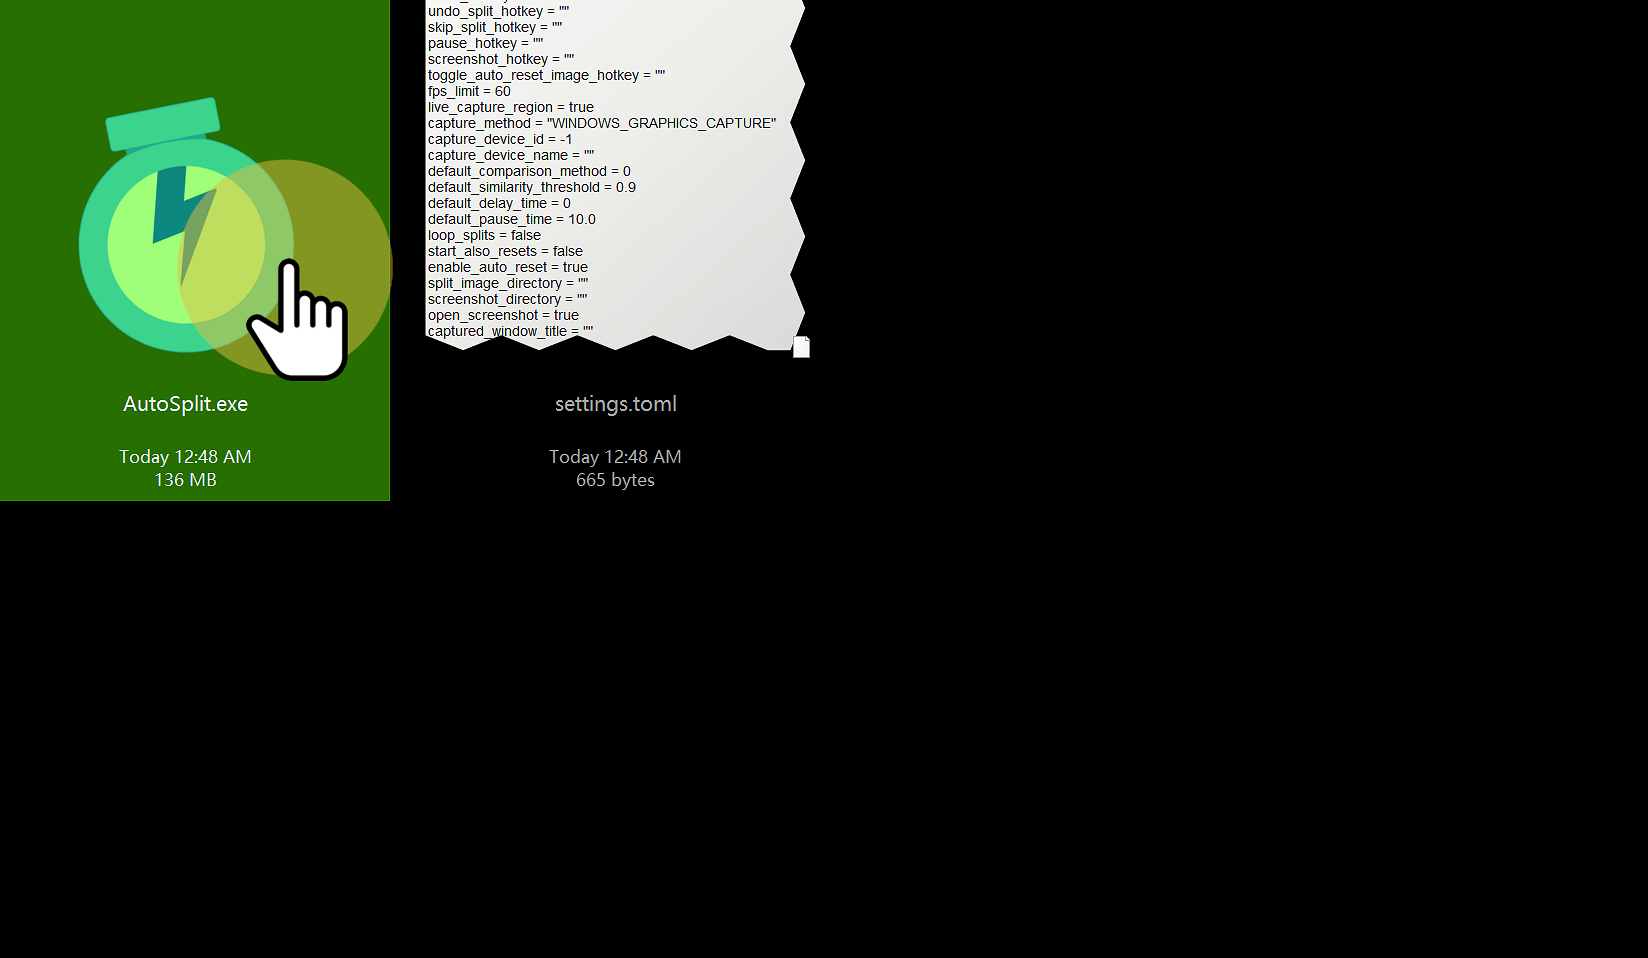 undo_split_hotkey = ""
skip_split_hotkey = ""
pause_hotkey = ""
screenshot_hotkey = ""
toggle_auto_reset_image_hotkey = ""
fps_limit = 60
live_capture_region = true
capture_method = "WINDOWS_GRAPHICS_CAPTURE"
capture_device_id = -1
capture_device_name = ""
default_comparison_method = 0
default_similarity_threshold = 0.9
default_delay_time = 0
default_pause_time = 10.0
loop_splits = false
start_also_resets = false
enable_auto_reset = true
split_image_directory = ""
screenshot_directory = ""
open_screenshot = true
captured_window_title = ""
AutoSplit.exe
Today 12:48 AM
136 MB
settings.toml
Today 12:48 AM
665 bytes